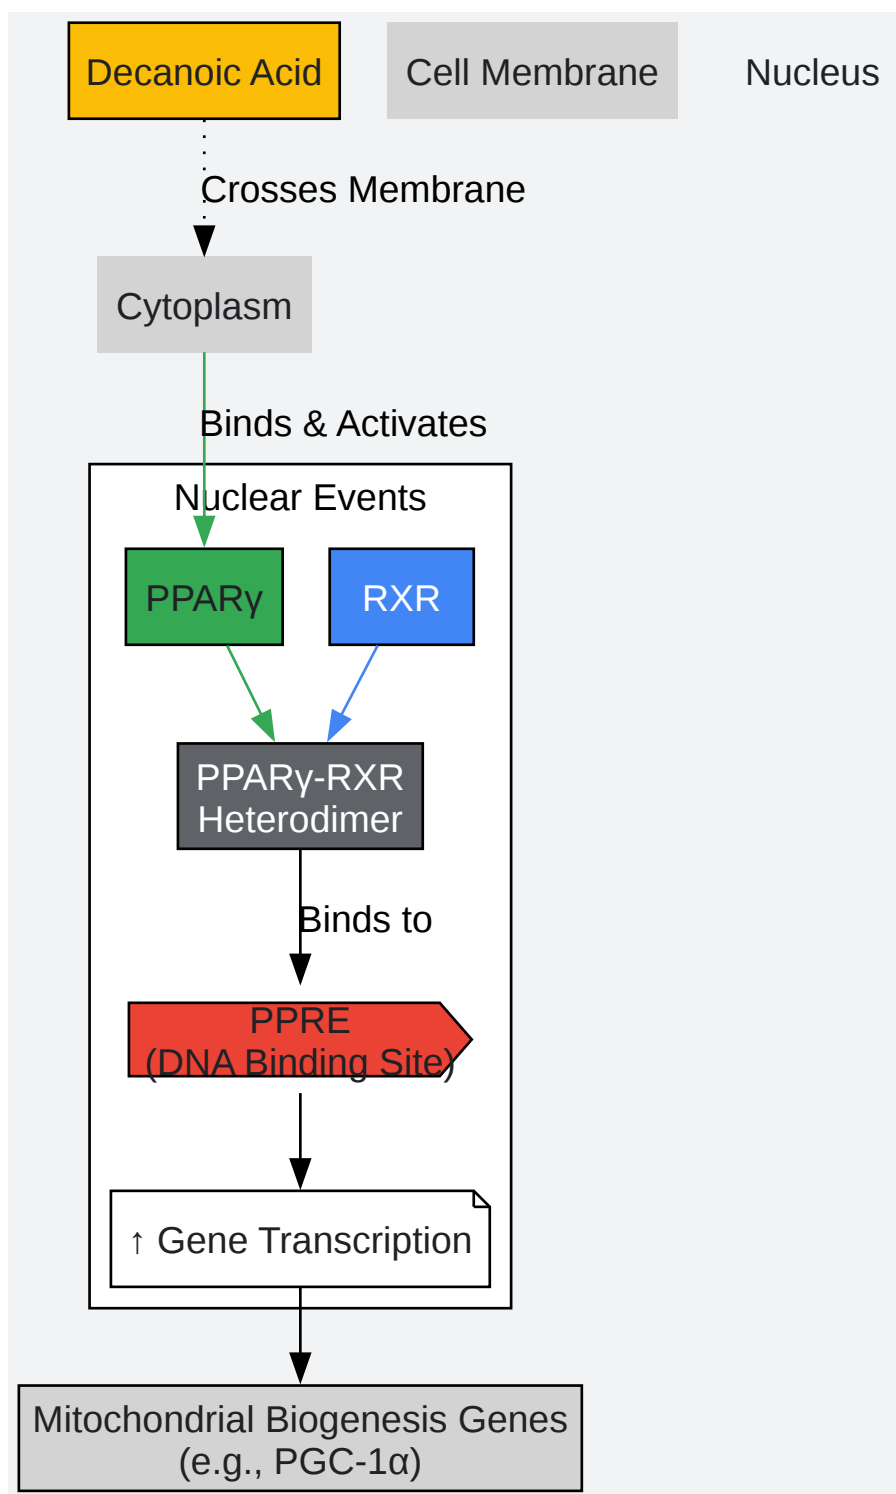 Decanoic Acid
Cell Membrane
Nucleus
Crosses Membrane
Cytoplasm
Binds & Activates
Nuclear Events
PPARγ
RXR
PPARγ-RXR
Heterodimer
Binds to
PPRE
(DNA Binding Site)
↑ Gene Transcription
Mitochondrial Biogenesis Genes
(e.g., PGC-1α)